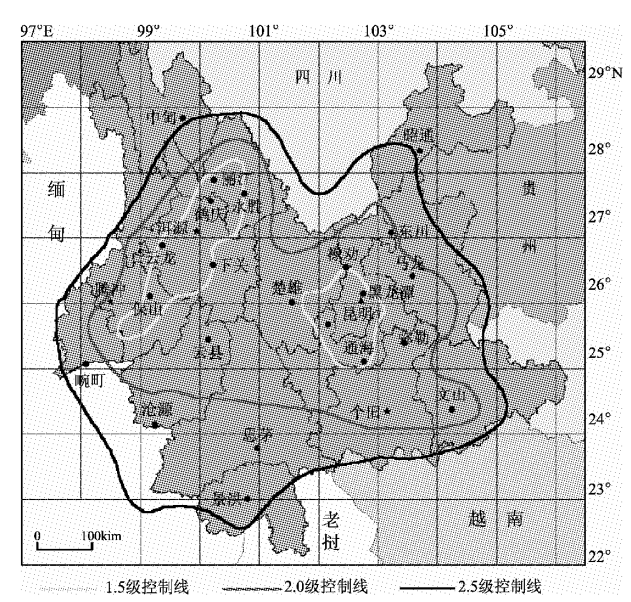 97°E 99° 101° 103° 105°
29°N
四川
中甸
昭通
28°
丽江
缅甸
贵州
鹤庆
永胜
27°
洱源
东川
禄劝
云龙
下关
马龙
26°
腾冲
楚雄
黑龙潭
保山
昆明
云县
通海
弥勒
25°
畹町
沧源
个旧
文山
24°
思茅
23°
景洪
老挝
越南
0 100km
22°
1.5级控制线 2.0级控制线 2.5级控制线